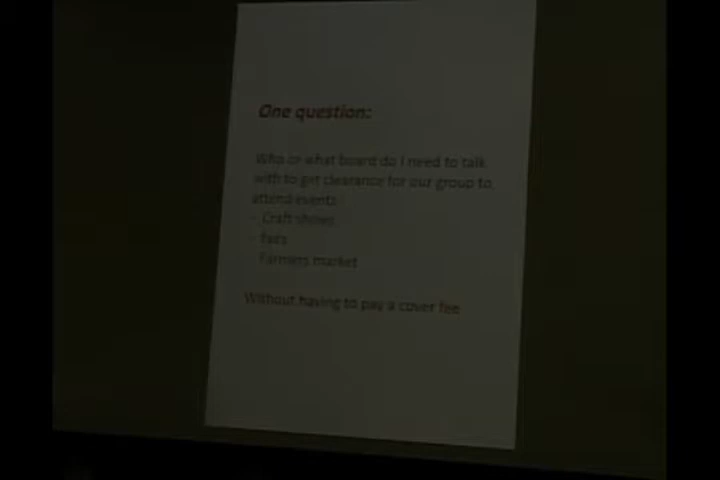 One question:
Who or what board do I need to talk
with to get clearance for our group to
attend events
- Craft shows
- Fairs
Farmers market
Without having to pay a cover fee